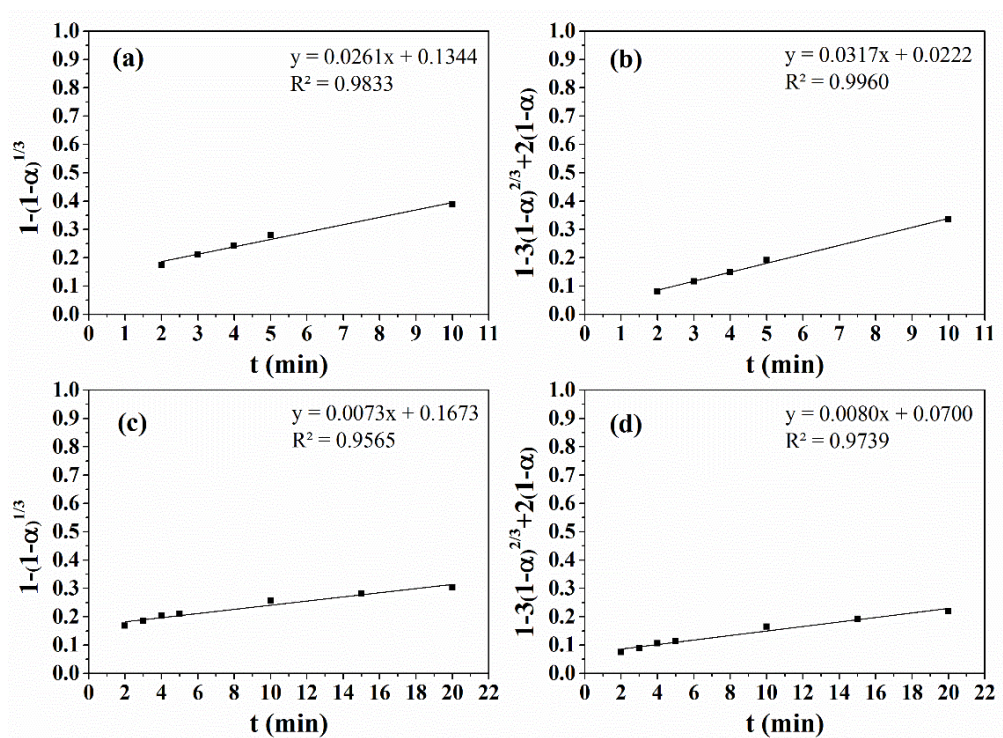 (a)
y = 0.0261x + 0.1344
R² = 0.9833
1-(1-α)^1/3
1.0
0.9
0.8
0.7
0.6
0.5
0.4
0.3
0.2
0.1
0.0
0 1 2 3 4 5 6 7 8 9 10 11
t (min)
(b)
y = 0.0317x + 0.0222
R² = 0.9960
1-3(1-α)^2/3+2(1-α)
1.0
0.9
0.8
0.7
0.6
0.5
0.4
0.3
0.2
0.1
0.0
0 1 2 3 4 5 6 7 8 9 10 11
t (min)
(c)
y = 0.0073x + 0.1673
R² = 0.9565
1-(1-α)^1/3
1.0
0.9
0.8
0.7
0.6
0.5
0.4
0.3
0.2
0.1
0.0
0 2 4 6 8 10 12 14 16 18 20 22
t (min)
(d)
y = 0.0080x + 0.0700
R² = 0.9739
1-3(1-α)^2/3+2(1-α)
1.0
0.9
0.8
0.7
0.6
0.5
0.4
0.3
0.2
0.1
0.0
0 2 4 6 8 10 12 14 16 18 20 22
t (min)